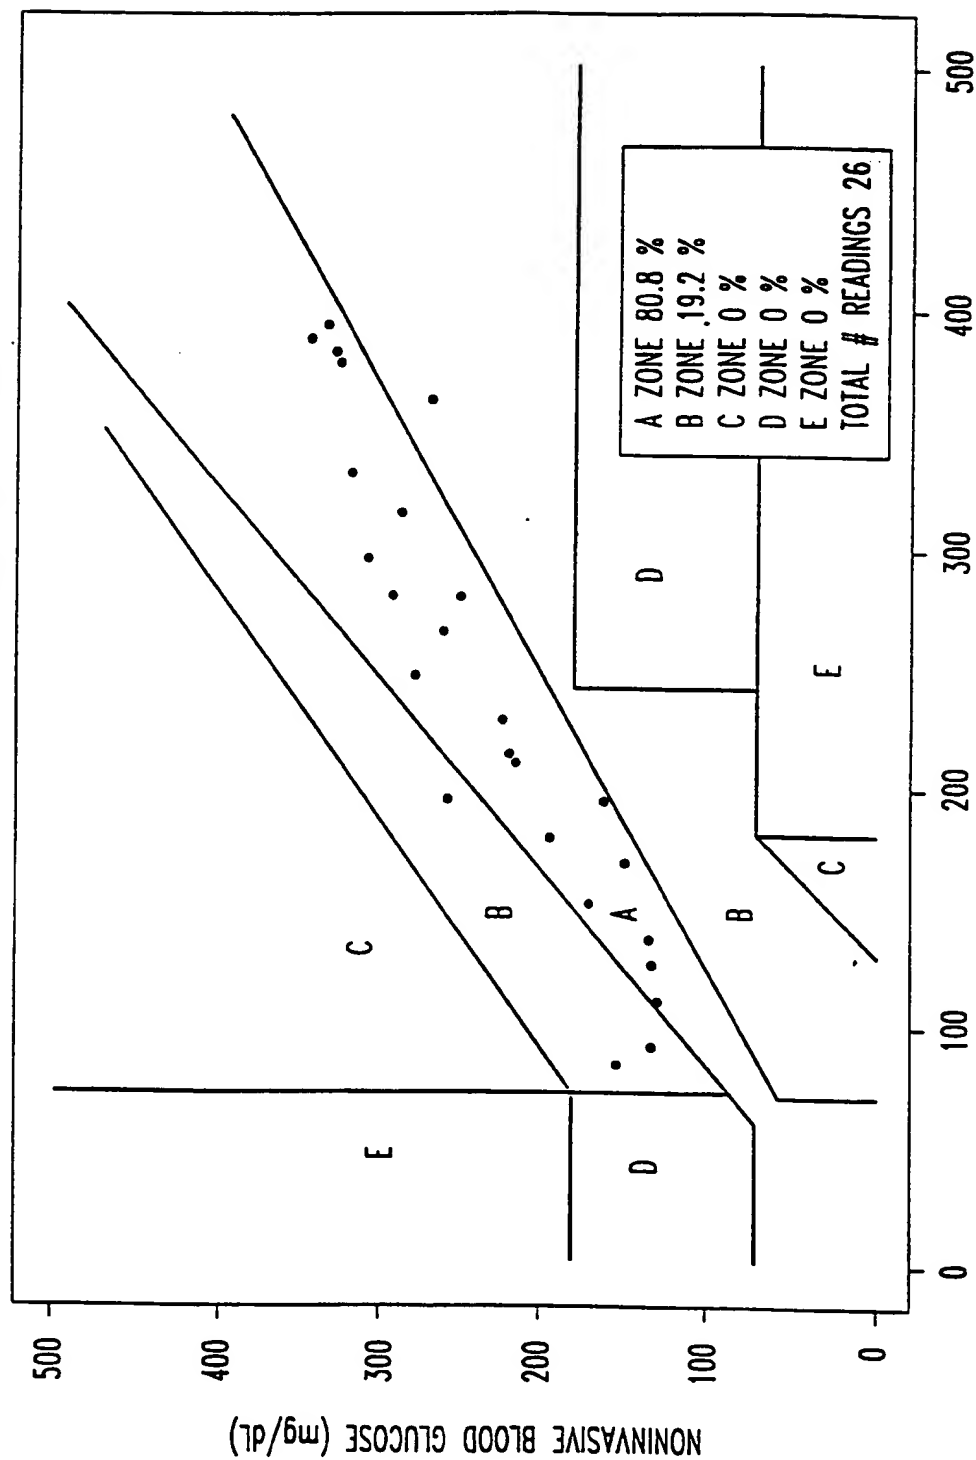 NONINVASIVE BLOOD GLUCOSE (mg/dL)
500
400
300
200
100
0
E
C
B
D
A
B
C
D
E
A ZONE 80.8 %
B ZONE 19.2 %
C ZONE 0 %
D ZONE 0 %
E ZONE 0 %
TOTAL # READINGS 26
0
100
200
300
400
500